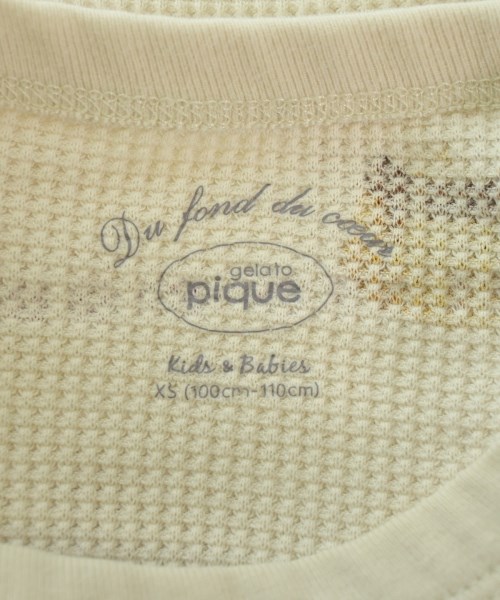 Du fond du cœur
gelato
pique
Kids & Babies
XS (100cm-110cm)